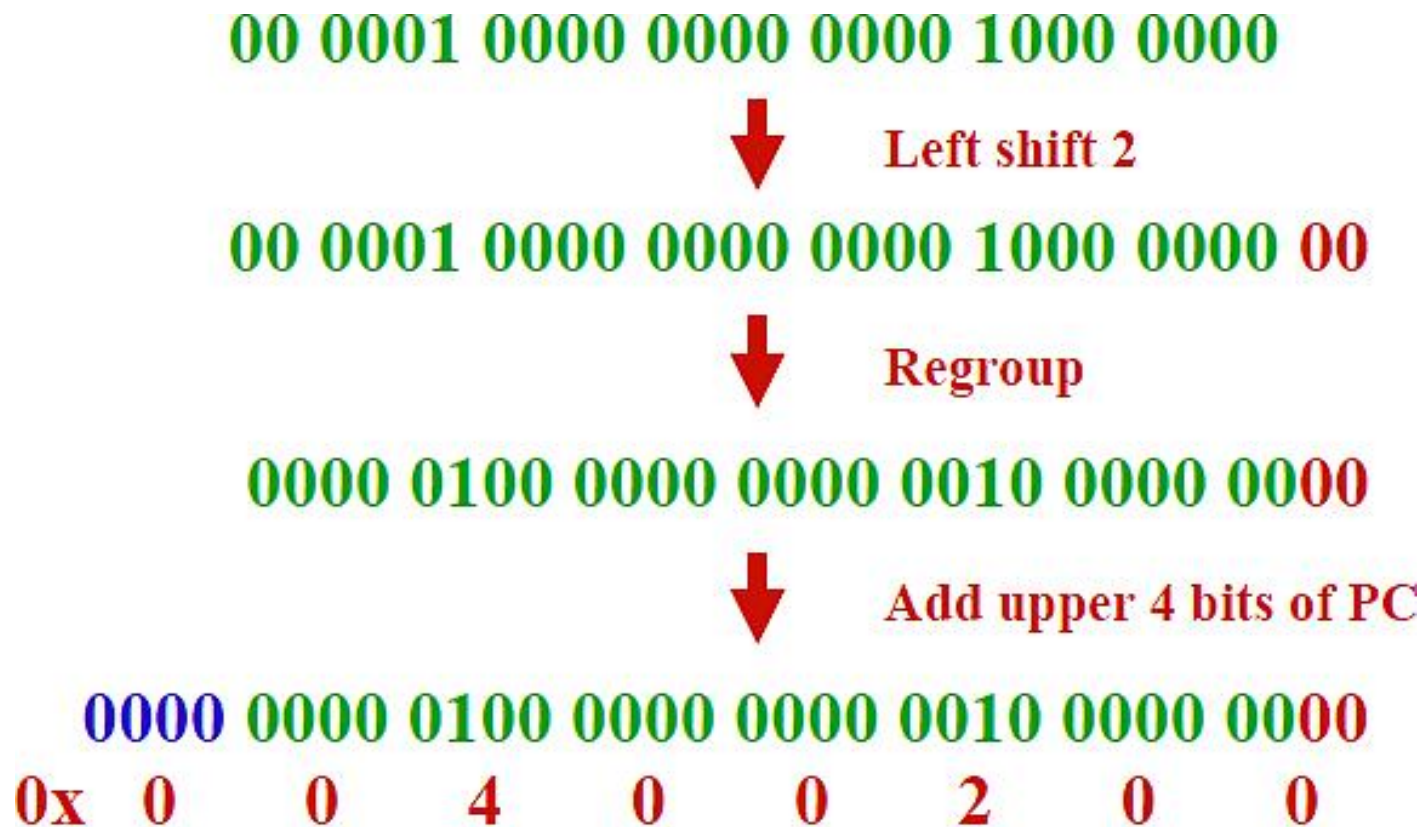 00 0001 0000 0000 0000 1000 0000
Left shift 2
00 0001 0000 0000 0000 1000 0000 00
Regroup
0000 0100 0000 0000 0010 0000 0000
Add upper 4 bits of PC
0000 0000 0100 0000 0000 0010 0000 0000
0x 0 0 4 0 0 2 0 0